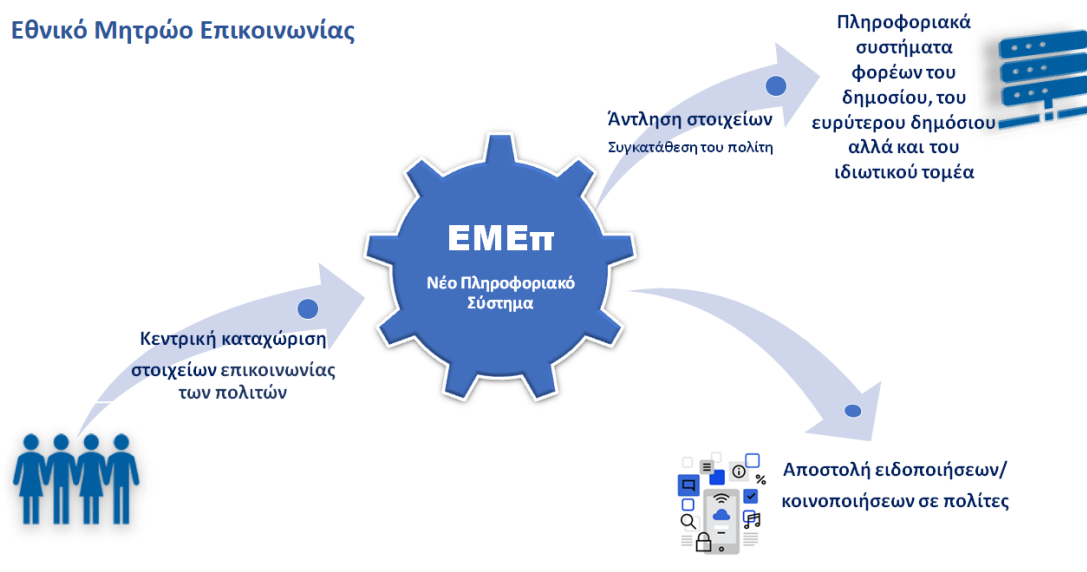 Εθνικό Μητρώο Επικοινωνίας
Πληροφοριακά
συστήματα
φορέων του
δημοσίου, του
ευρύτερου δημόσιου
αλλά και του
ιδιωτικού τομέα
Άντληση στοιχείων
Συγκατάθεση του πολίτη
ΕΜΕπ
Νέο Πληροφοριακό
Σύστημα
Κεντρική καταχώριση
στοιχείων επικοινωνίας
των πολιτών
Αποστολή ειδοποιήσεων/
κοινοποιήσεων σε πολίτες
%